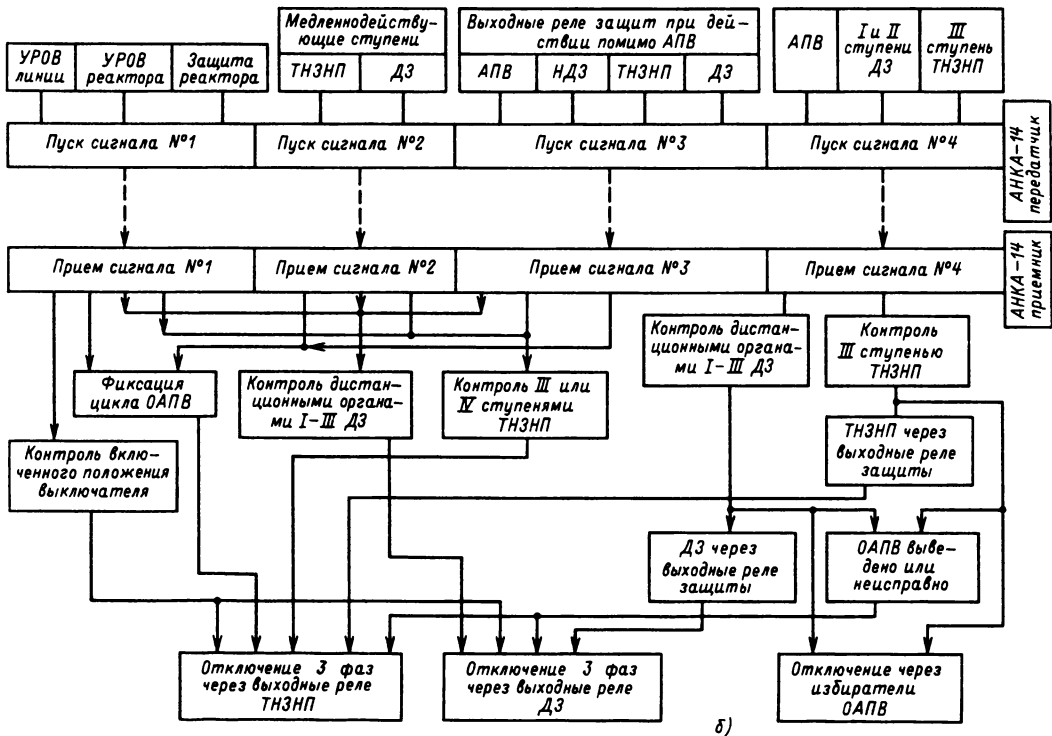 Медленнодейству-
ющие ступени
ТНЗНП
ДЗ
Выходные реле защит при дей-
ствии помимо АПВ
АПВ
НДЗ
ТНЗНП
ДЗ
АПВ
I и II
ступени
ДЗ
III
ступень
ТНЗНП
УРОВ
линии
УРОВ
реактора
Защита
реактора
Пуск сигнала №1
Пуск сигнала №2
Пуск сигнала №3
Пуск сигнала №4
АНКА-14
передатчик
Прием сигнала №1
Прием сигнала №2
Прием сигнала №3
Прием сигнала №4
АНКА-14
приемник
Контроль дистан-
ционными органа-
ми I-III ДЗ
Контроль
III ступенью
ТНЗНП
Фиксация
цикла ОАПВ
Контроль дистан-
ционными органа-
ми I-III ДЗ
Контроль III или
IV ступенями
ТНЗНП
Контроль вклю-
ченного положения
выключателя
ТНЗНП через
выходные реле
защиты
ДЗ через
выходные реле
защиты
ОАПВ выве-
дено или
неисправно
Отключение 3 фаз
через выходные реле
ТНЗНП
Отключение 3 фаз
через выходные реле
ДЗ
Отключение через
избиратели
ОАПВ
б)